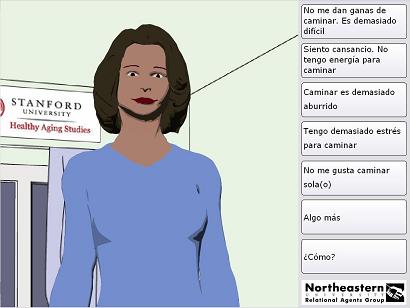 STANFORD
UNIVERSITY
Healthy Aging Studies
No me dan ganas de
caminar. Es demasiado
difícil
Siento cansancio. No
tengo energía para
caminar
Caminar es demasiado
aburrido
Tengo demasiado estrés
para caminar
No me gusta caminar
sola(o)
Algo más
¿Cómo?
Northeastern
UNIVERSITY
Relational Agents Group